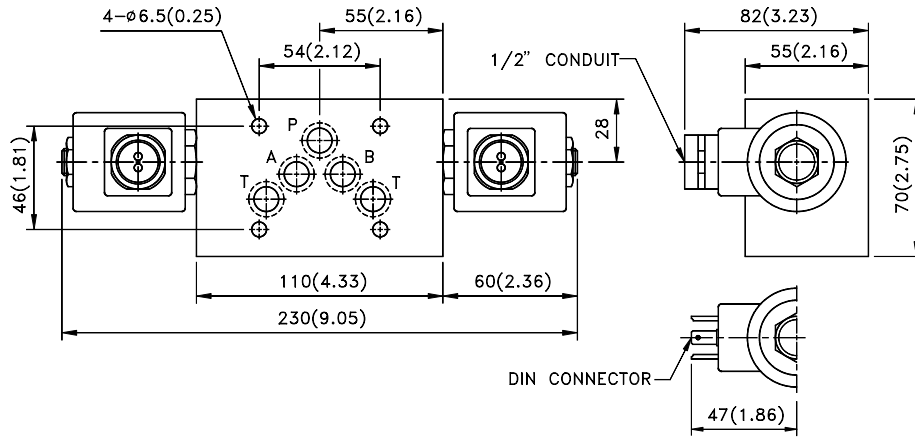 4-ø6.5(0.25)
55(2.16)
82(3.23)
54(2.12)
55(2.16)
1/2" CONDUIT
P
28
A
B
46(1.81)
70(2.75)
T
T
110(4.33)
60(2.36)
230(9.05)
DIN CONNECTOR
47(1.86)